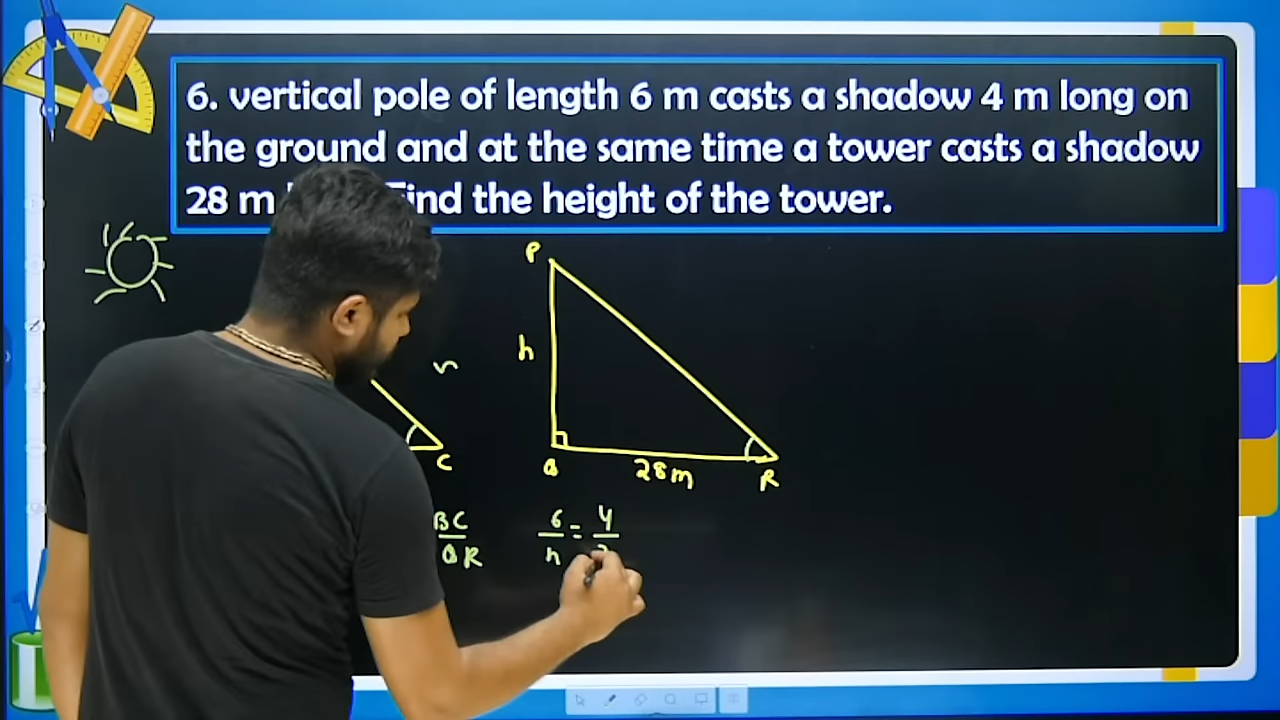 6. vertical pole of length 6 m casts a shadow 4 m long on
the ground and at the same time a tower casts a shadow
28 m Find the height of the tower.
P
h
C
Q
28m
R
BC
QR
6
h
=
4